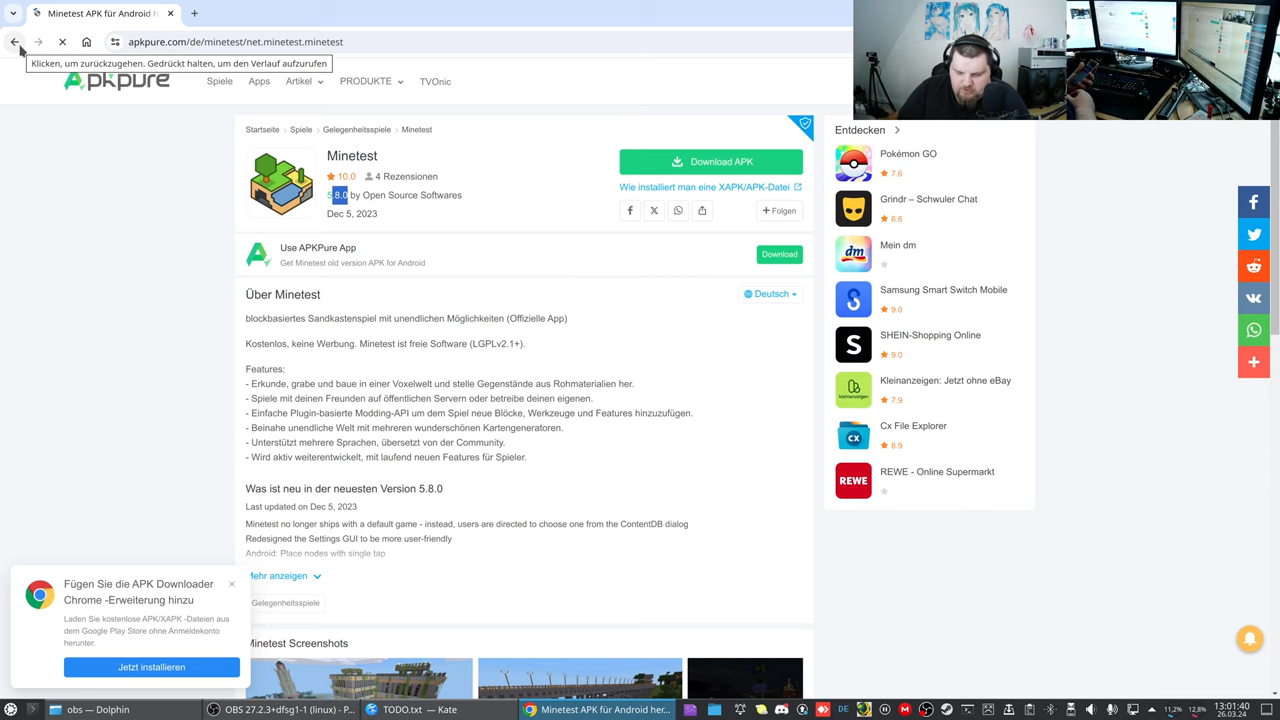 Minetest APK für Android h
apkpure.com/de/minetest/net.minetest.minetest
Klicken, um zurückzugehen. Gedrückt halten, um den Verlauf aufzurufen
Apkpure
Spiele
Apps
Artikel
PRODUKTE
TVOnic
Startseite
Spiele
Gelegenheitsspiele
Minetest
Minetest
10.0
4 Rezensionen
5.8.0 by Open Source Softwares
Dec 5, 2023
Download APK
Wie installiert man eine XAPK/APK-Datei
Folgen
Use APKPure App
Get Minetest old version APK for Android
Download
Über Minetest
Deutsch
blockbasiertes Sandkastenspiel mit unendlichen Möglichkeiten (Offizielle App)
Kostenlos, keine Werbung. Minetest ist freie Software (LGPLv2.1+).
Features:
- Erkunde, grabe und baue in einer Voxelwelt und stelle Gegenstände aus Rohmaterialien her.
- Spiele mit deinen Freunden auf öffentlichen Servern oder betreibe deinen eigenen.
- Einfache Plugin-basierte Modding-API um dem Spiel neue Blöcke, Werkzeuge und Features hinzuzufügen.
- Beinahe unendliche Welt mit mehreren wunderschönen Kartengeneratoren.
- Unterstützt mehrere Sprachen, übersetzt von der Community.
- Wird aktiv weiterentwickelt, mit laufend neuen Features für Spieler.
Was ist neu in der neuesten Version 5.8.0
Last updated on Dec 5, 2023
Minetest no longer ships with a default game - instead, users are directed to choose one from the ContentDB dialog
Redesigned the Settings GUI to be more user-friendly
Android: Place nodes with single tap
Mehr anzeigen
Gelegenheitsspiele
Minetest Screenshots
Entdecken
Pokémon GO
7.6
Grindr – Schwuler Chat
6.6
dm
Mein dm
Samsung Smart Switch Mobile
9.0
S
SHEIN-Shopping Online
9.0
kleinanzeigen
Kleinanzeigen: Jetzt ohne eBay
7.9
CX
Cx File Explorer
8.9
REWE
REWE - Online Supermarkt
Fügen Sie die APK Downloader
Chrome -Erweiterung hinzu
Laden Sie kostenlose APK/XAPK -Dateien aus
dem Google Play Store ohne Anmeldekonto
herunter.
Jetzt installieren
obs — Dolphin
OBS 27.2.3+dfsg1-1 (linux) - P...
TODO.txt — Kate
Minetest APK für Android her...
DE
11,2% 12,8%
13:01:40
26.03.24